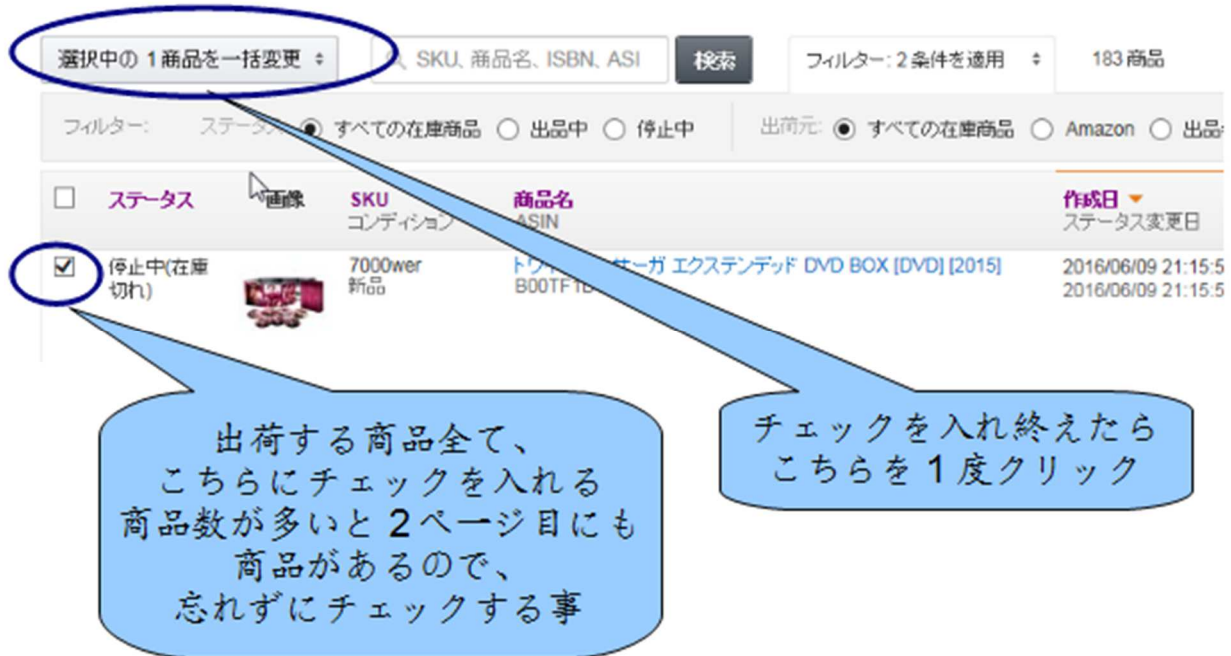 選択中の 1商品を一括変更
SKU、商品名、ISBN、ASI
検索
フィルター: 2 条件を適用
183 商品
フィルター:
すべての在庫商品
出品中
停止中
出荷元:
すべての在庫商品
Amazon
出品
ステータス
画像
SKU
コンディション
商品名
ASIN
作成日
ステータス変更日
停止中(在庫
切れ)
7000wer
新品
サーガ エクステンデッド DVD BOX [DVD] [2015]
2016/06/09 21:15:5
2016/06/09 21:15:5
出荷する商品全て、
こちらにチェックを入れる
商品数が多いと2ページ目にも
商品があるので、
忘れずにチェックする事
チェックを入れ終えたら
こちらを1度クリック